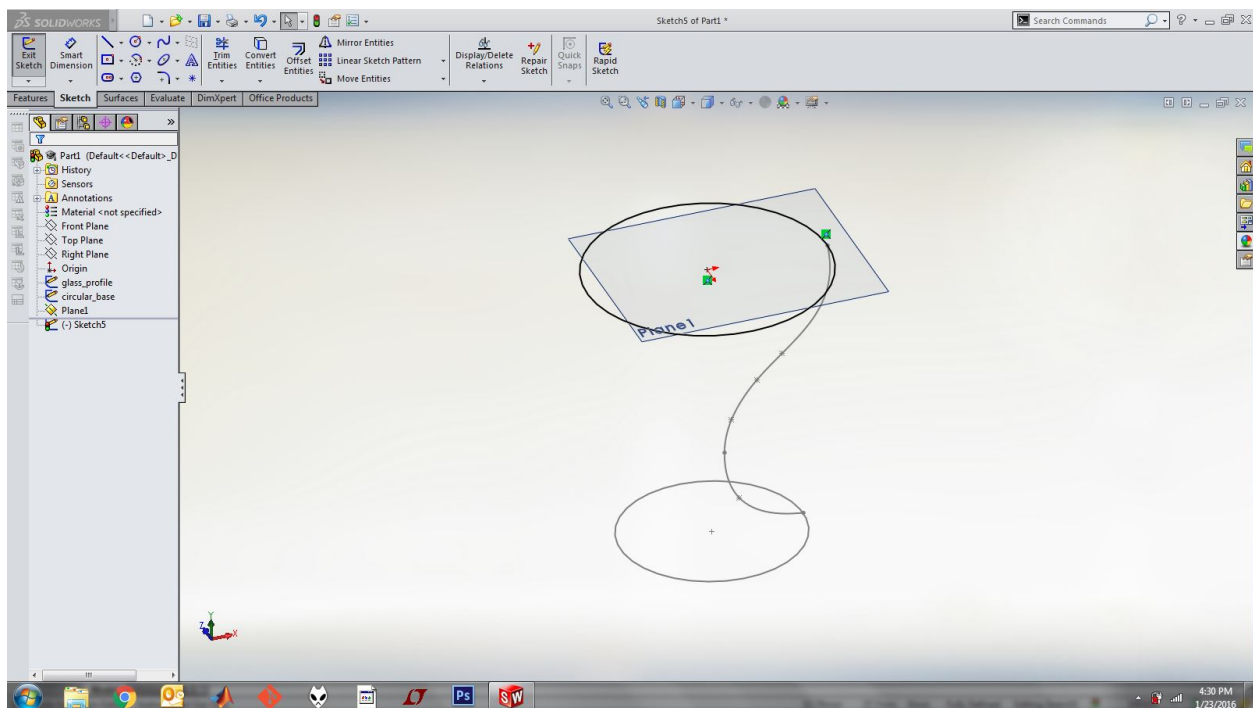 SOLIDWORKS
Sketch5 of Part1 *
Search Commands
Exit Sketch
Smart Dimension
Trim Entities
Convert Entities
Offset Entities
Mirror Entities
Linear Sketch Pattern
Move Entities
Display/Delete Relations
Repair Sketch
Quick Snaps
Rapid Sketch
Features Sketch Surfaces Evaluate DimXpert Office Products
Part1 (Default<<Default>_D
History
Sensors
Annotations
Material <not specified>
Front Plane
Top Plane
Right Plane
Origin
glass_profile
circular_base
Plane1
(-) Sketch5
Plane1
Y
Z
X
Ps
SW
4:30 PM
1/23/2016